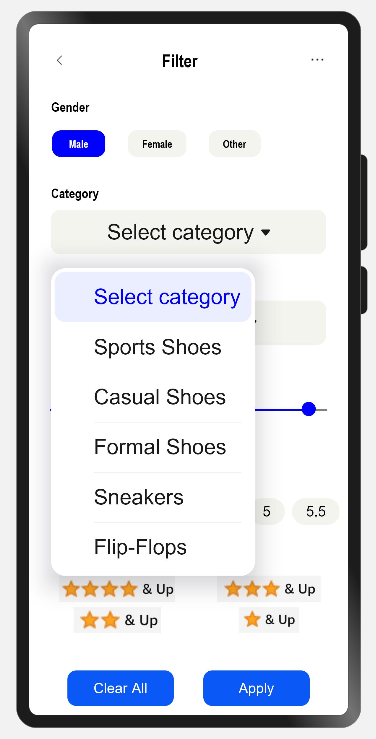 Filter
Gender
Male Female Other
Category
Select category
Select category
Sports Shoes
Casual Shoes
Formal Shoes
Sneakers
Flip-Flops
5 5.5
& Up & Up
& Up & Up
Clear All Apply